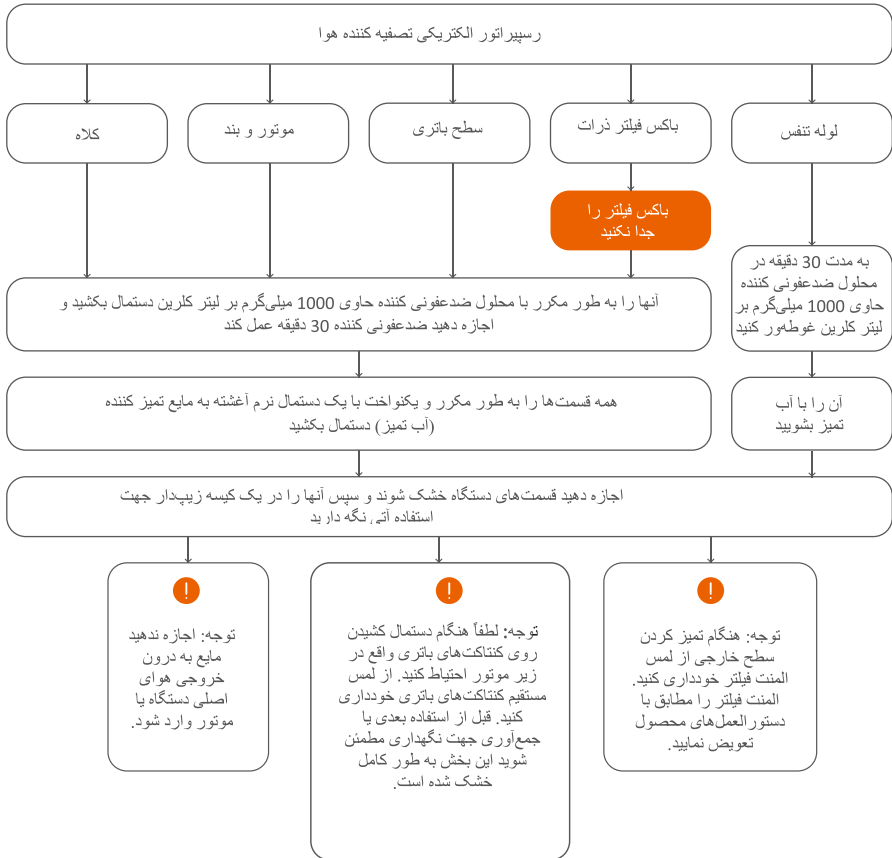 رسپیراتور الکتریکی تصفیه کننده هوا
لوله تنفس
باکس فیلتر ذرات
سطح باتری
موتور و بند
کلاه
باکس فیلتر را
جدا نکنید
به مدت 30 دقیقه در
محلول ضدعفونی کننده
حاوی 1000 میلی‌گرم بر
لیتر کلرین غوطه‌ور کنید
آنها را به طور مکرر با محلول ضدعفونی کننده حاوی 1000 میلی‌گرم بر لیتر کلرین دستمال بکشید و
اجازه دهید ضدعفونی کننده 30 دقیقه عمل کند
آن را با آب
تمیز بشویید
همه قسمت‌ها را به طور مکرر و یکنواخت با یک دستمال نرم آغشته به مایع تمیز کننده
(آب تمیز) دستمال بکشید
اجازه دهید قسمت‌های دستگاه خشک شوند و سپس آنها را در یک کیسه زیپ‌دار جهت
استفاده آتی نگه دارید
توجه: هنگام تمیز کردن
سطح خارجی از لمس
المنت فیلتر خودداری کنید.
المنت فیلتر را مطابق با
دستورالعمل‌های محصول
تعویض نمایید.
توجه: لطفاً هنگام دستمال کشیدن
روی کنتاکت‌های باتری واقع در
زیر موتور احتیاط کنید. از لمس
مستقیم کنتاکت‌های باتری خودداری
کنید. قبل از استفاده بعدی یا
جمع‌آوری جهت نگهداری مطمئن
شوید این بخش به طور کامل
خشک شده است.
توجه: اجازه ندهید
مایع به درون
خروجی هوای
اصلی دستگاه یا
موتور وارد شود.